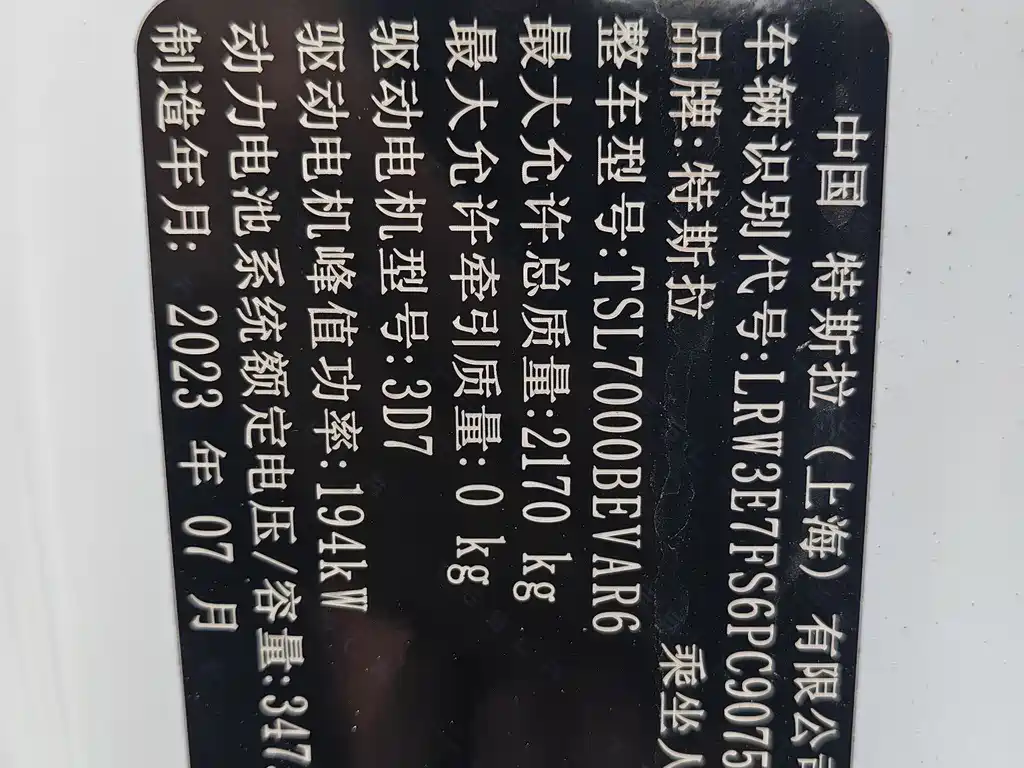 中国 特斯拉（上海）有限公司
车辆识别代号:LRW3E7FS6PC9075
品牌:特斯拉 乘坐人
整车型号:TSL7000BEVAR6
最大允许总质量:2170 kg
最大允许牵引质量:0 kg
驱动电机型号:3D7
驱动电机峰值功率:194kW
动力电池系统额定电压/容量:347
制造年月: 2023 年 07 月